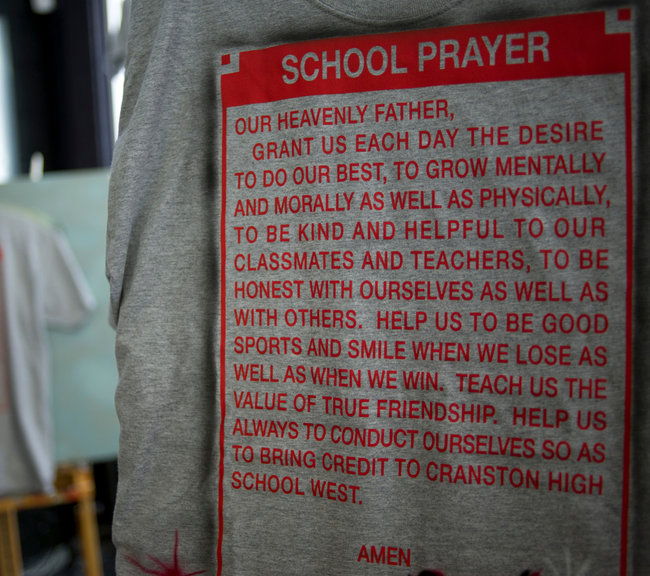 SCHOOL PRAYER
OUR HEAVENLY FATHER,
GRANT US EACH DAY THE DESIRE
TO DO OUR BEST, TO GROW MENTALLY
AND MORALLY AS WELL AS PHYSICALLY,
TO BE KIND AND HELPFUL TO OUR
CLASSMATES AND TEACHERS, TO BE
HONEST WITH OURSELVES AS WELL AS
WITH OTHERS. HELP US TO BE GOOD
SPORTS AND SMILE WHEN WE LOSE AS
WELL AS WHEN WE WIN. TEACH US THE
VALUE OF TRUE FRIENDSHIP. HELP US
ALWAYS TO CONDUCT OURSELVES SO AS
TO BRING CREDIT TO CRANSTON HIGH
SCHOOL WEST.
AMEN